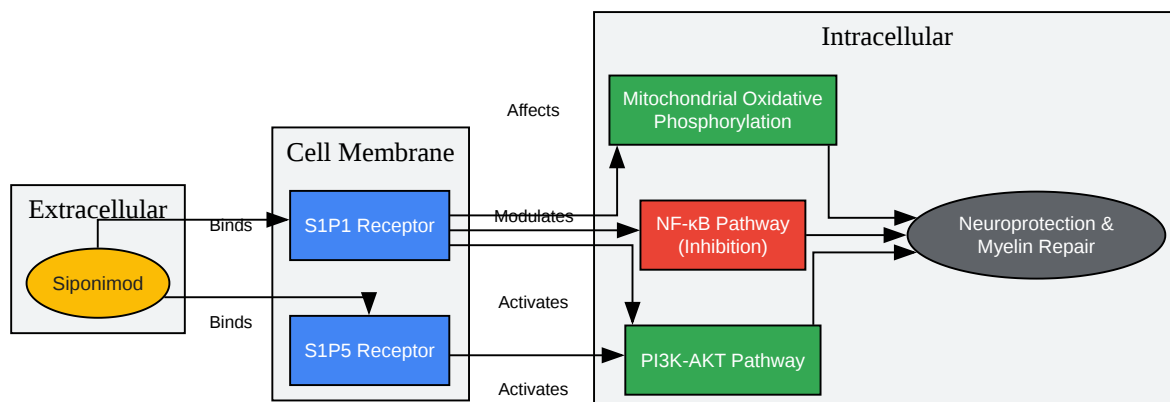 Intracellular
Mitochondrial Oxidative
Phosphorylation
Affects
Cell Membrane
Extracellular
Binds
S1P1 Receptor
Modulates
NF-κB Pathway
(Inhibition)
Neuroprotection &
Myelin Repair
Siponimod
Binds
S1P5 Receptor
Activates
PI3K-AKT Pathway
Activates